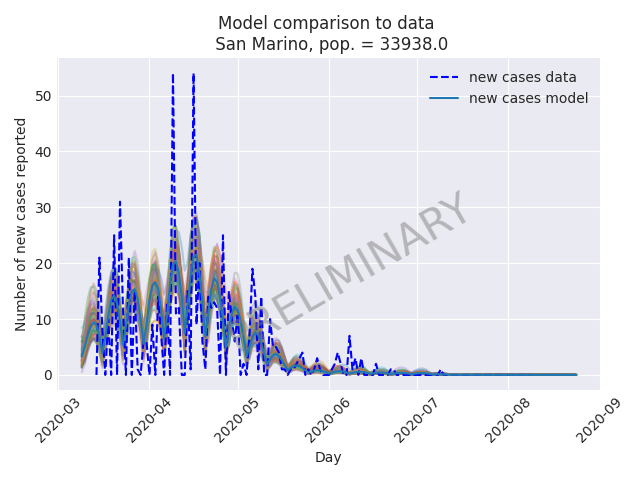 Model comparison to data
San Marino, pop. = 33938.0
new cases data
new cases model
PRELIMINARY
Number of new cases reported
50
40
30
20
10
0
2020-03
2020-04
2020-05
2020-06
2020-07
2020-08
2020-09
Day